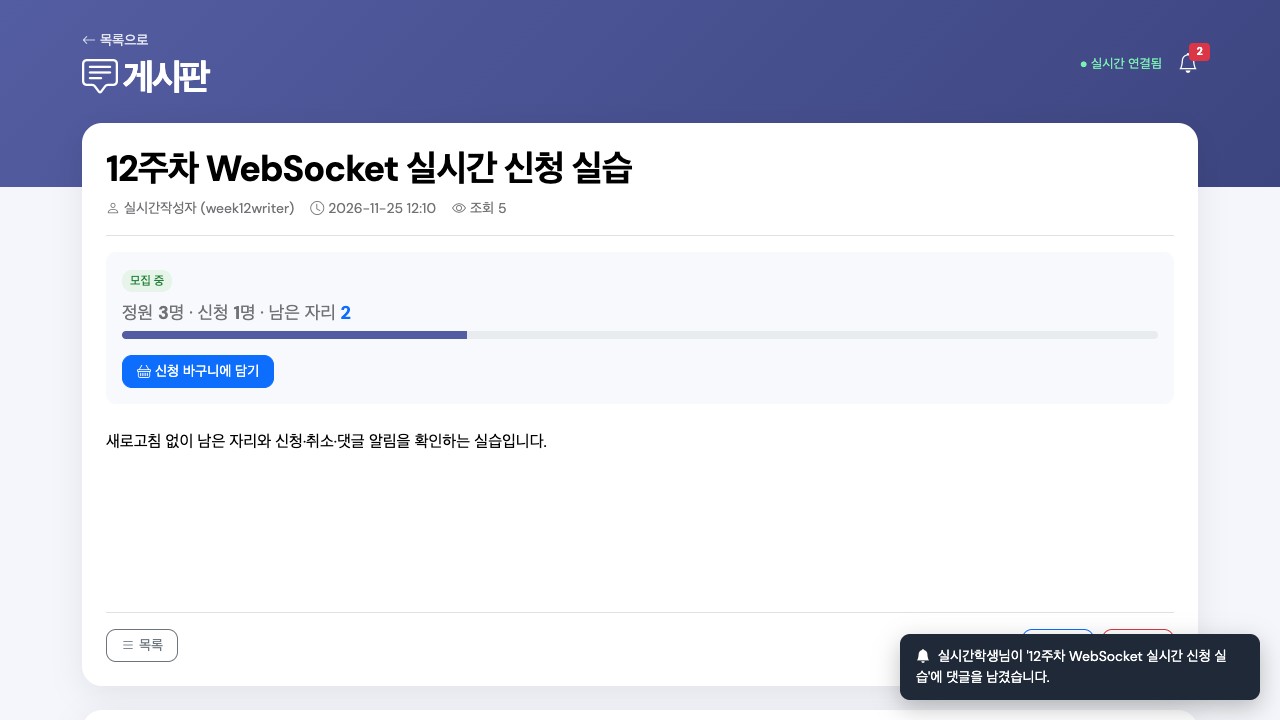 ← 목록으로
게시판
● 실시간 연결됨
2
12주차 WebSocket 실시간 신청 실습
실시간작성자 (week12writer) 2026-11-25 12:10 조회 5
모집 중
정원 3명 · 신청 1명 · 남은 자리 2
신청 바구니에 담기
새로고침 없이 남은 자리와 신청·취소·댓글 알림을 확인하는 실습입니다.
목록
실시간학생님이 '12주차 WebSocket 실시간 신청 실
습'에 댓글을 남겼습니다.